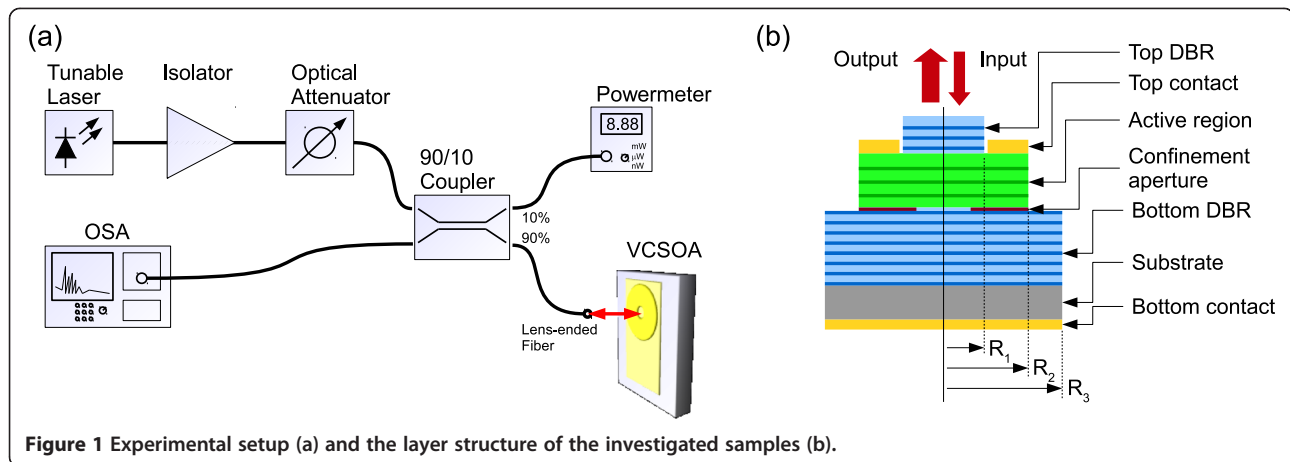 (a)
Tunable
Laser
Isolator
Optical
Attenuator
Powermeter
8.88
mW
µW
nW
90/10
Coupler
10%
90%
OSA
VCSOA
Lens-ended
Fiber
(b)
Output
Input
Top DBR
Top contact
Active region
Confinement
aperture
Bottom DBR
Substrate
Bottom contact
R1
R2
R3
Figure 1 Experimental setup (a) and the layer structure of the investigated samples (b).